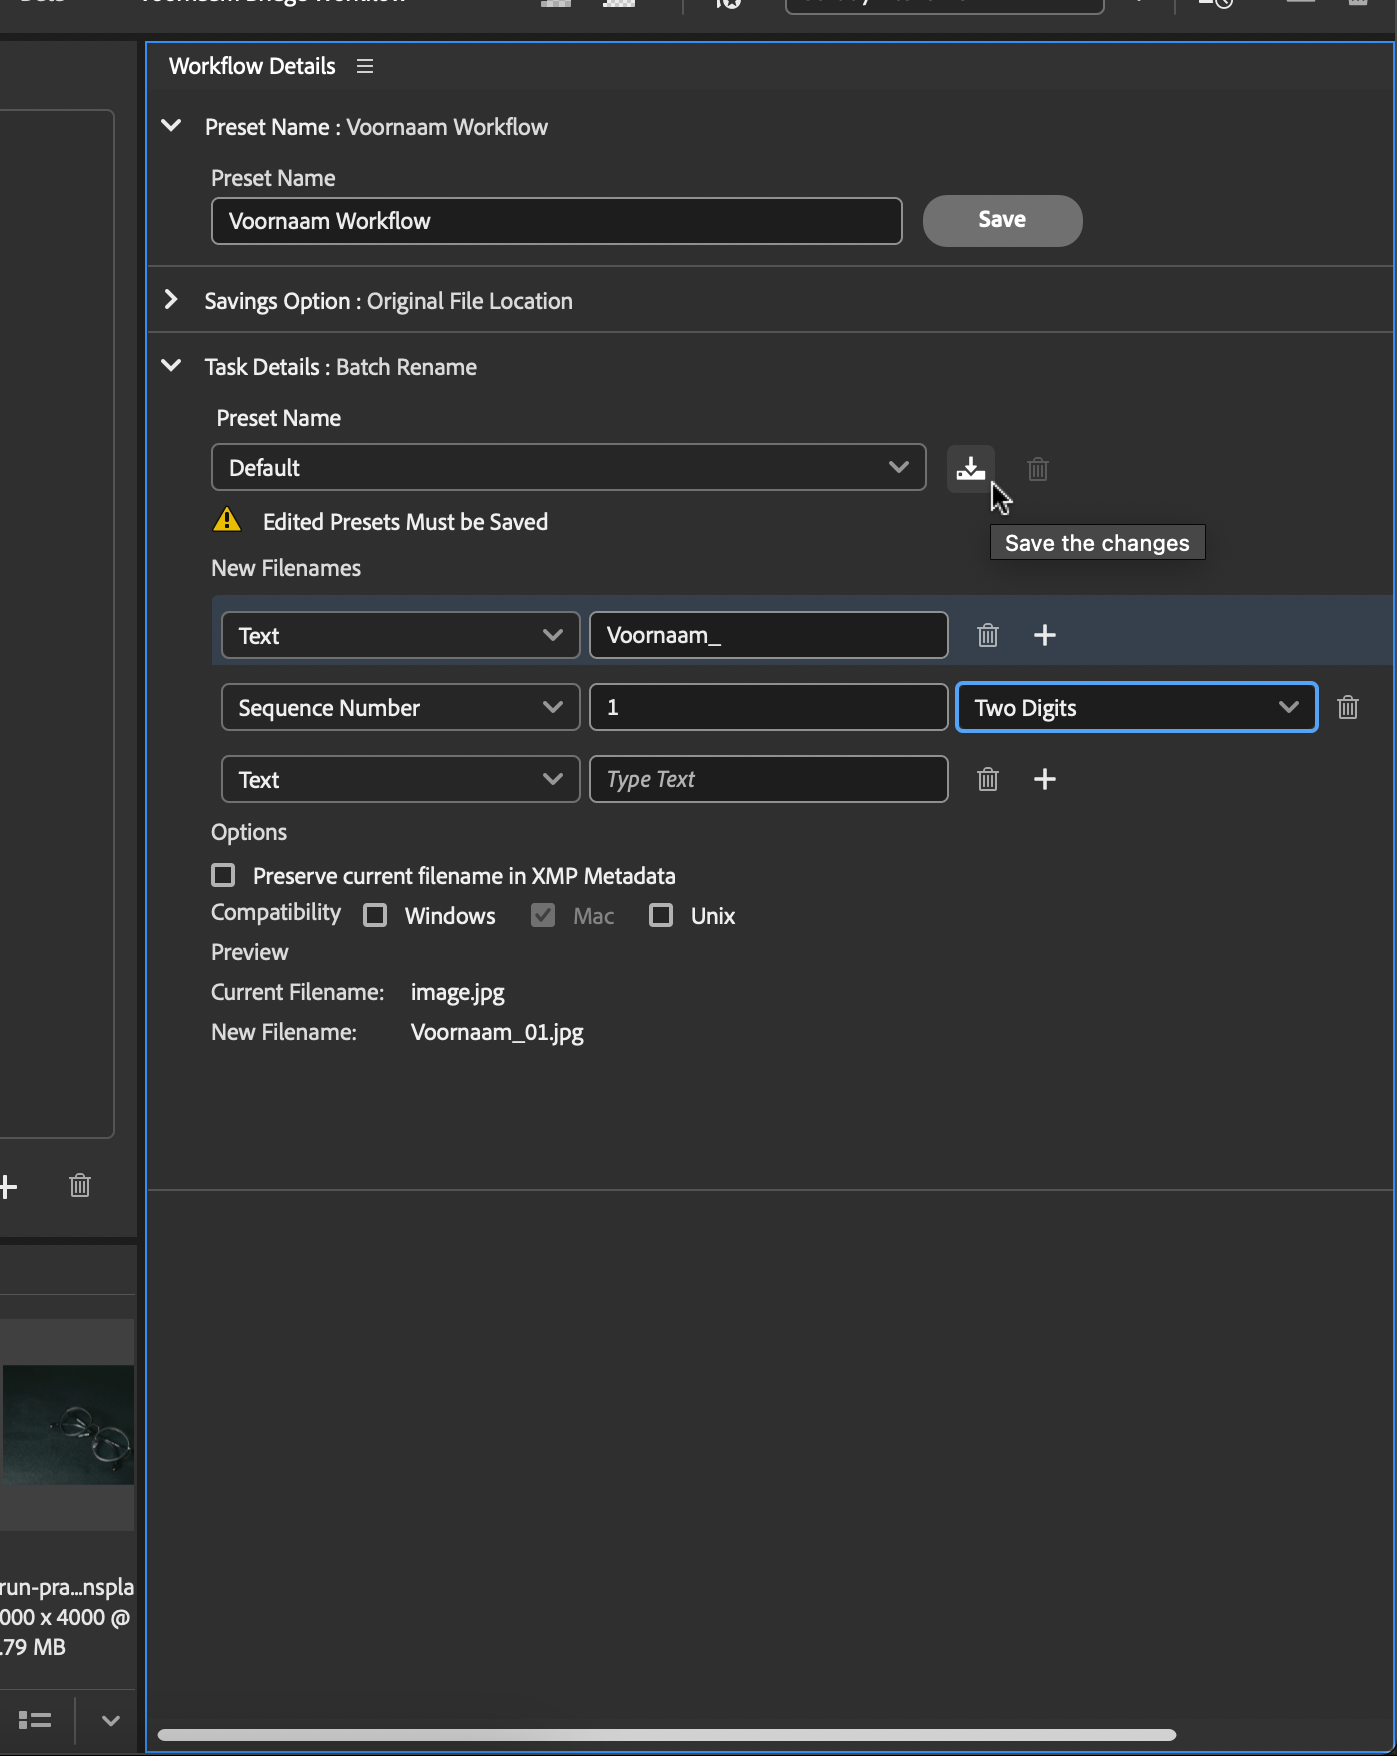 Workflow Details
Preset Name : Voornaam Workflow
Preset Name
Voornaam Workflow
Save
Savings Option : Original File Location
Task Details : Batch Rename
Preset Name
Default
Edited Presets Must be Saved
Save the changes
New Filenames
Text
Voornaam_
Sequence Number
1
Two Digits
Text
Type Text
Options
Preserve current filename in XMP Metadata
Compatibility
Windows
Mac
Unix
Preview
Current Filename: image.jpg
New Filename: Voornaam_01.jpg
run-pra...nspla
000 x 4000 @
.79 MB